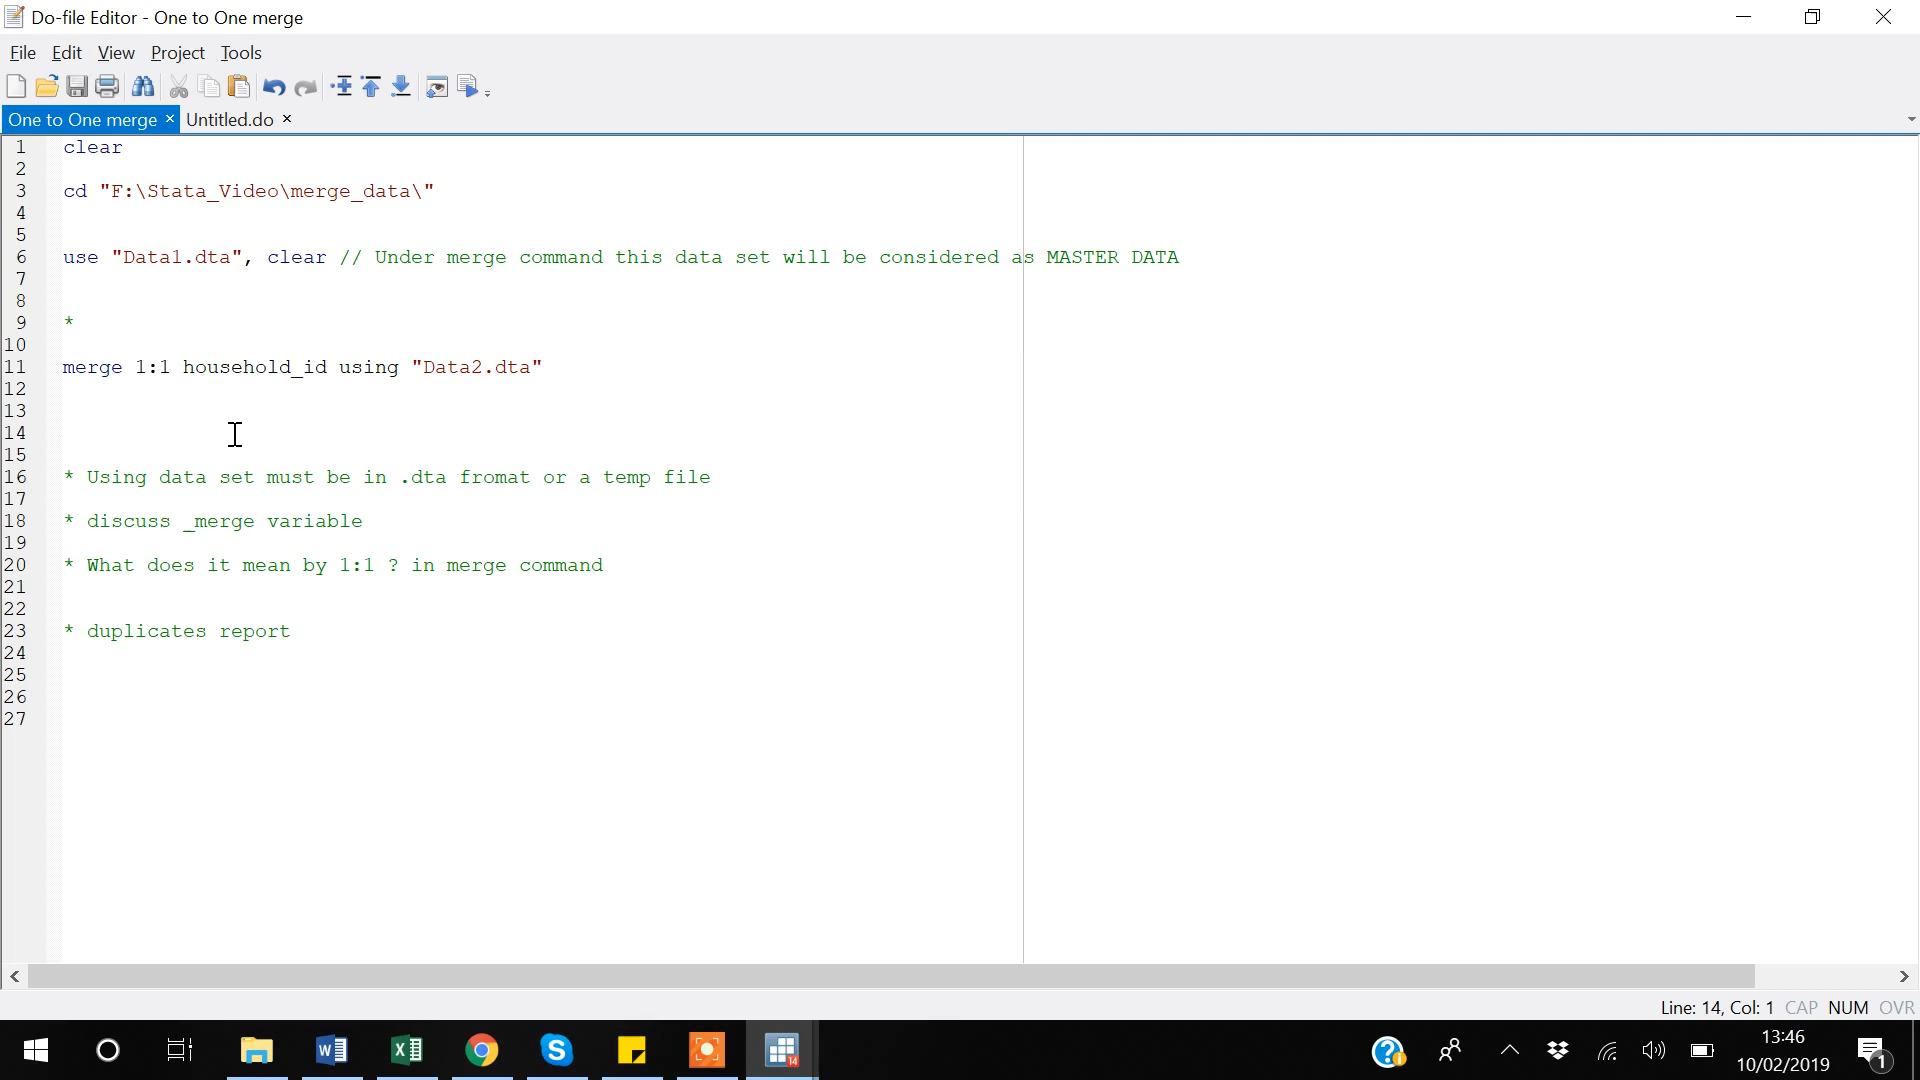 Do-file Editor - One to One merge
File Edit View Project Tools
One to One merge × Untitled.do ×
1 clear
2
3 cd "F:\Stata_Video\merge_data\"
4
5
6 use "Data1.dta", clear // Under merge command this data set will be considered as MASTER DATA
7
8
9 *
10
11 merge 1:1 household_id using "Data2.dta"
12
13
14
15
16 * Using data set must be in .dta fromat or a temp file
17
18 * discuss _merge variable
19
20 * What does it mean by 1:1 ? in merge command
21
22
23 * duplicates report
24
25
26
27
Line: 14, Col: 1 CAP NUM OVR
13:46
10/02/2019
1
14